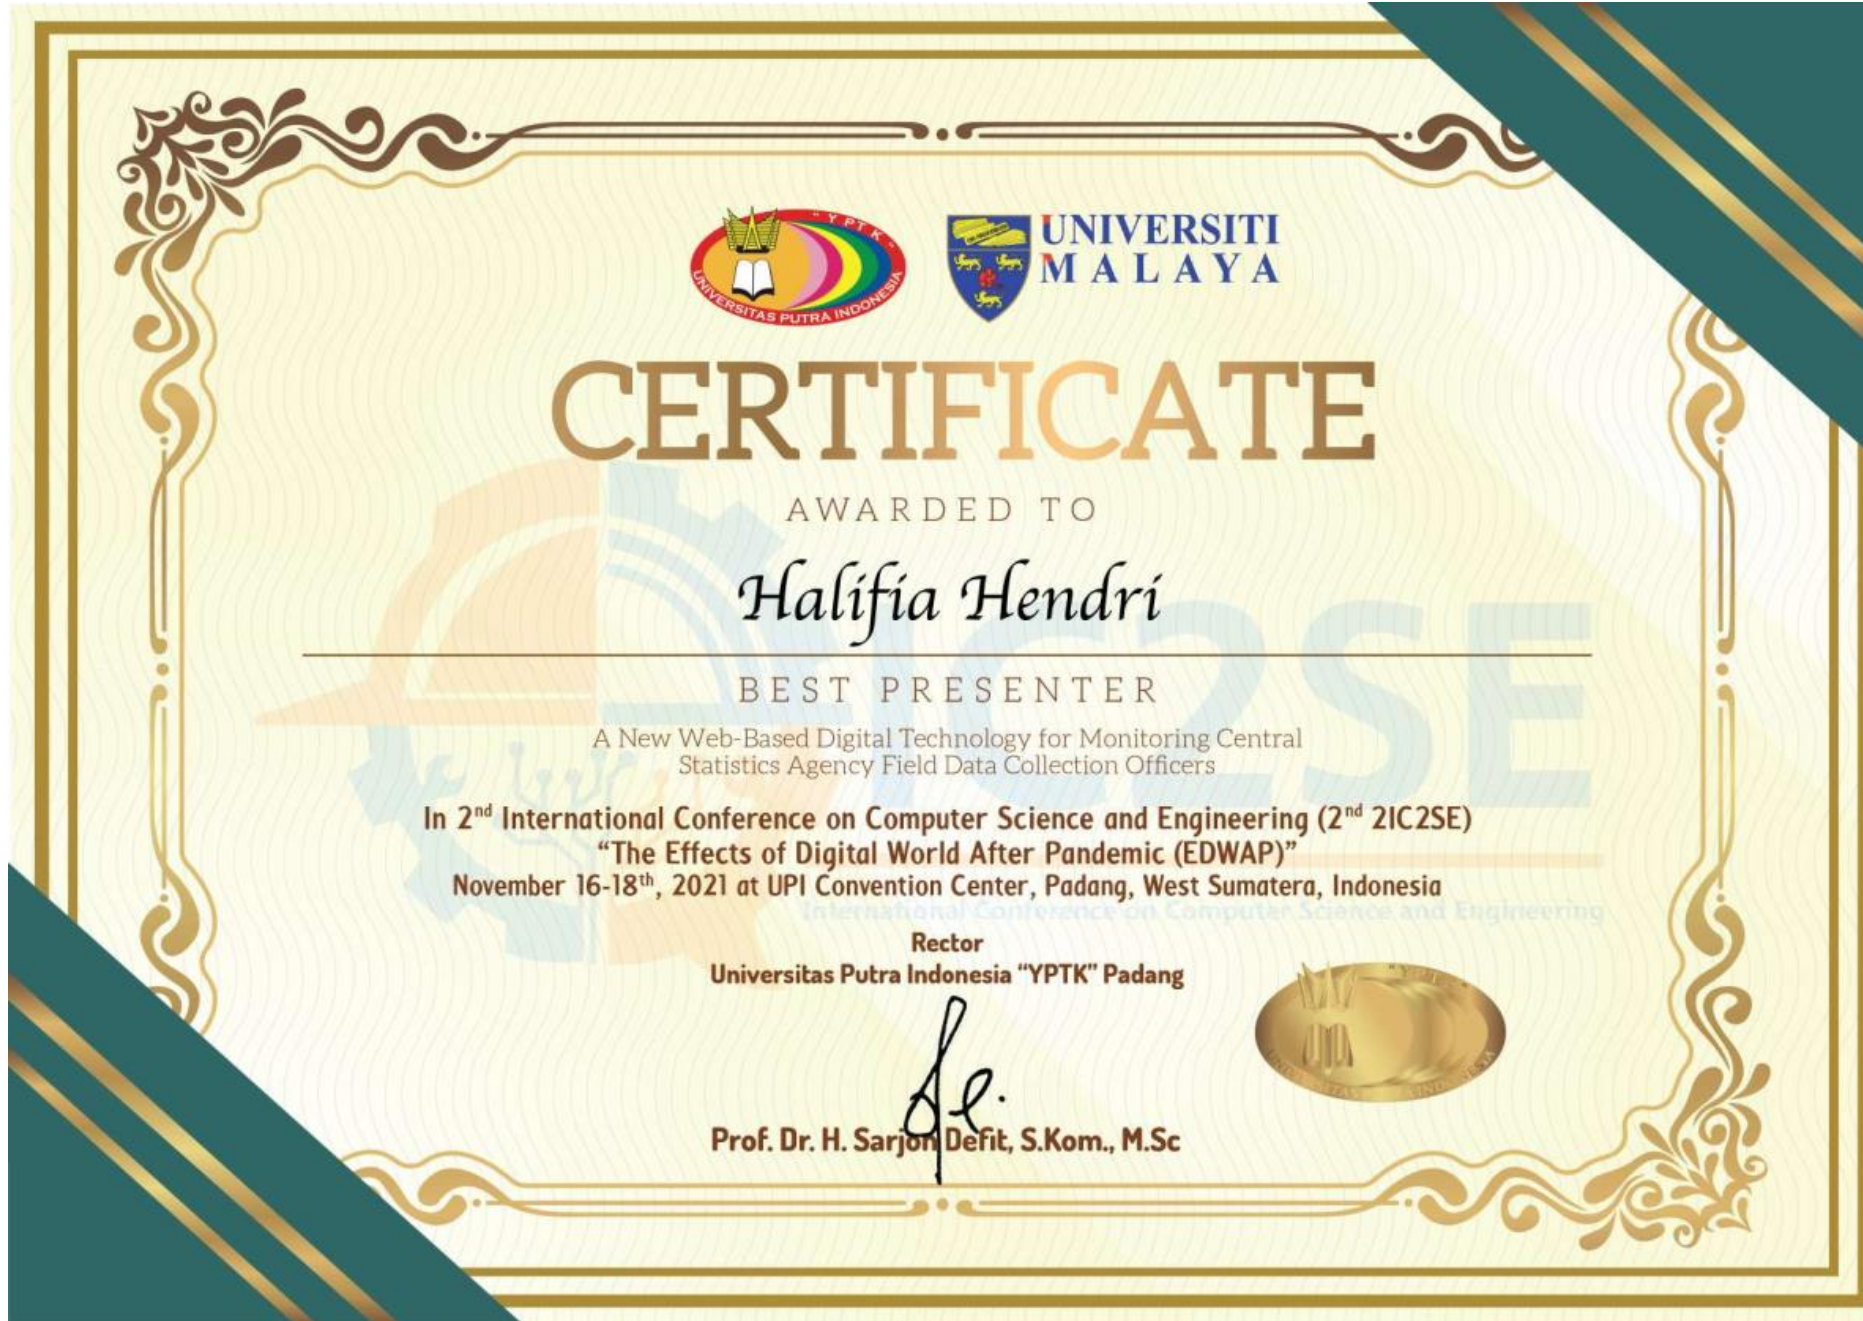 "YPTK"
UNIVERSITAS PUTRA INDONESIA
UNIVERSITI
MALAYA
CERTIFICATE
AWARDED TO
Halifia Hendri
BEST PRESENTER
A New Web-Based Digital Technology for Monitoring Central
Statistics Agency Field Data Collection Officers
In 2nd International Conference on Computer Science and Engineering (2nd 2IC2SE)
"The Effects of Digital World After Pandemic (EDWAP)"
November 16-18th, 2021 at UPI Convention Center, Padang, West Sumatera, Indonesia
IC2SE
International Conference on Computer Science and Engineering
Rector
Universitas Putra Indonesia "YPTK" Padang
Prof. Dr. H. Sarjon Defit, S.Kom., M.Sc
"YPTK"